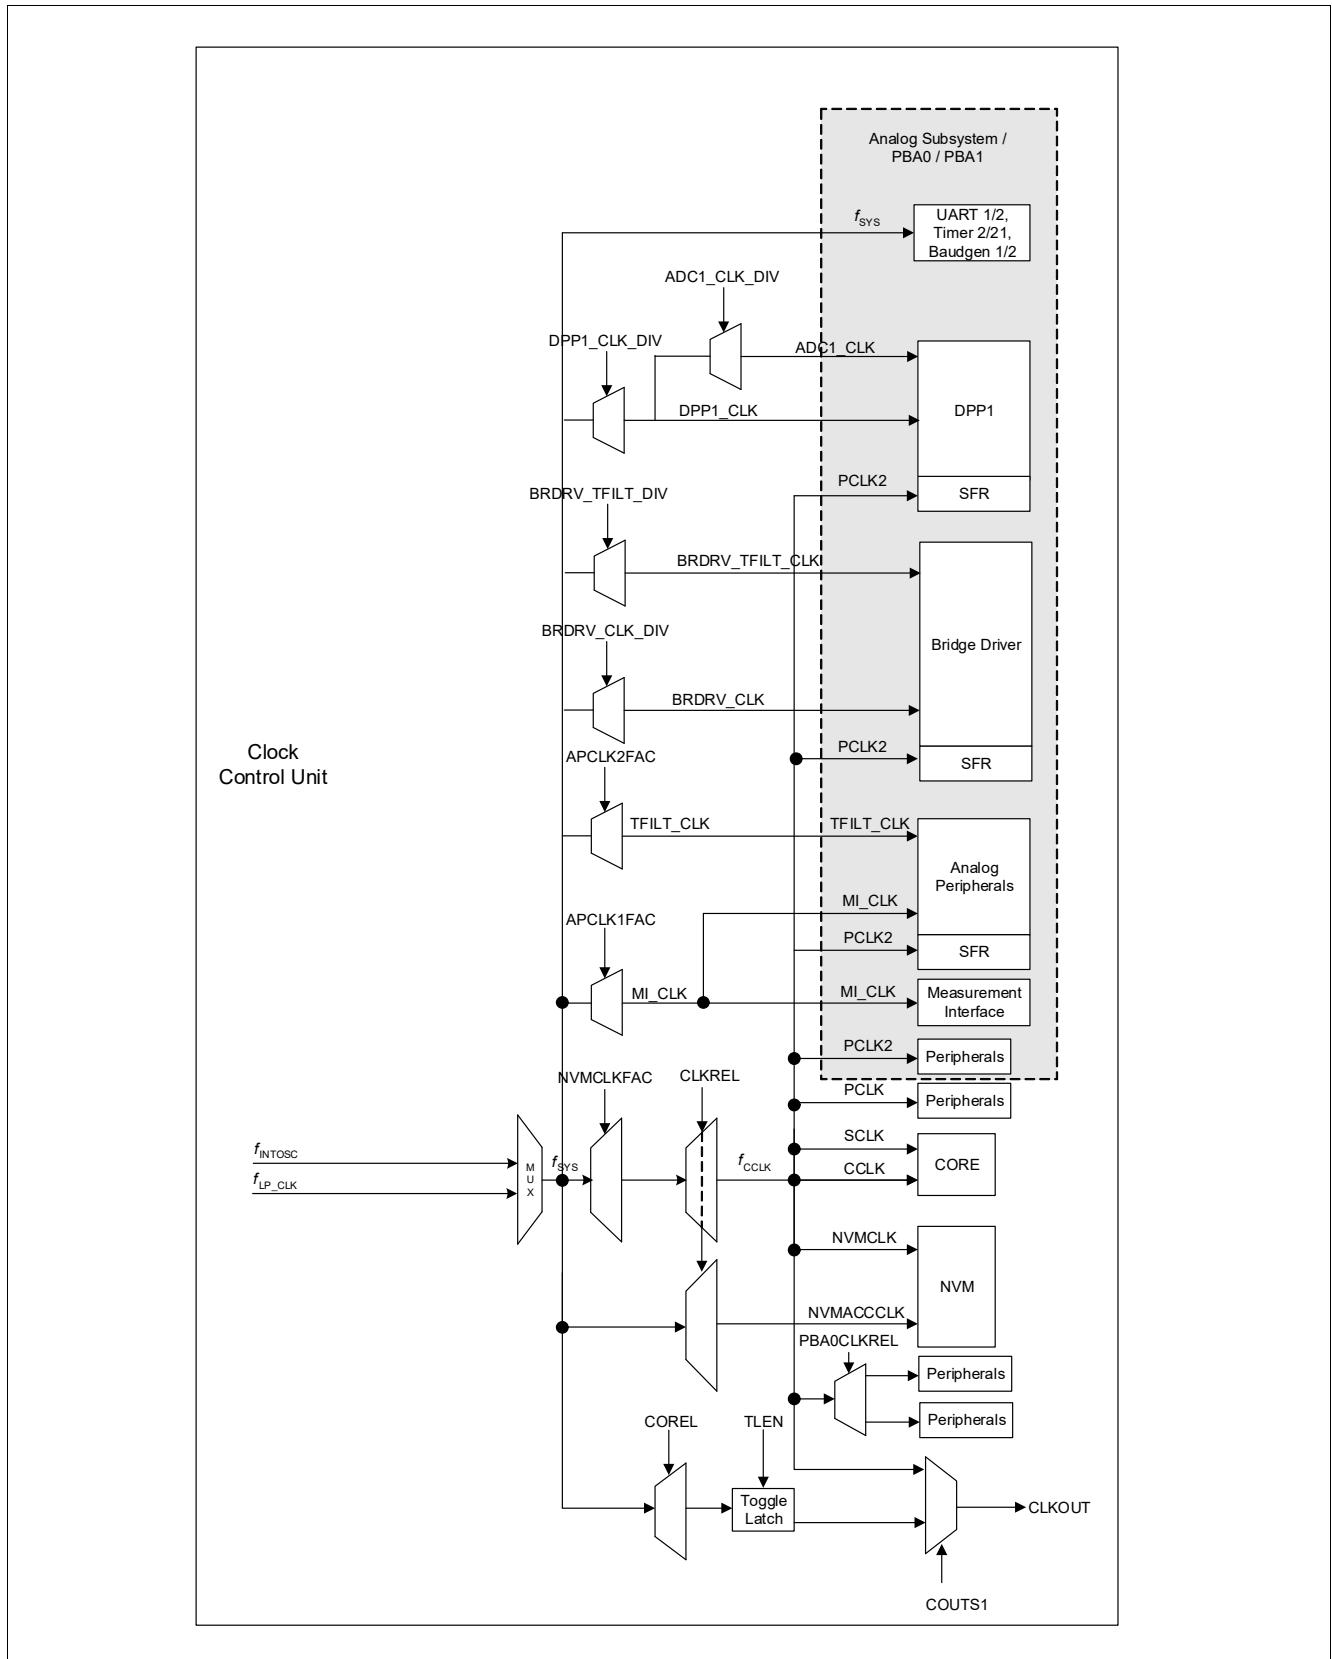 Analog Subsystem /
PBA0 / PBA1
fSYS
UART 1/2,
Timer 2/21,
Baudgen 1/2
ADC1_CLK_DIV
DPP1_CLK_DIV
ADC1_CLK
DPP1_CLK
DPP1
PCLK2
SFR
BRDRV_TFILT_DIV
BRDRV_TFILT_CLK
BRDRV_CLK_DIV
Bridge Driver
BRDRV_CLK
Clock
Control Unit
PCLK2
SFR
APCLK2FAC
TFILT_CLK
TFILT_CLK
Analog
Peripherals
MI_CLK
APCLK1FAC
PCLK2
SFR
MI_CLK
MI_CLK
Measurement
Interface
PCLK2
Peripherals
NVMCLKFAC
CLKREL
PCLK
Peripherals
fINTOSC
fLP_CLK
MUX
fSYS
fCCLK
SCLK
CCLK
CORE
NVMCLK
NVM
NVMACCCLK
PBA0CLKREL
Peripherals
Peripherals
COREL
TLEN
Toggle
Latch
CLKOUT
COUTS1